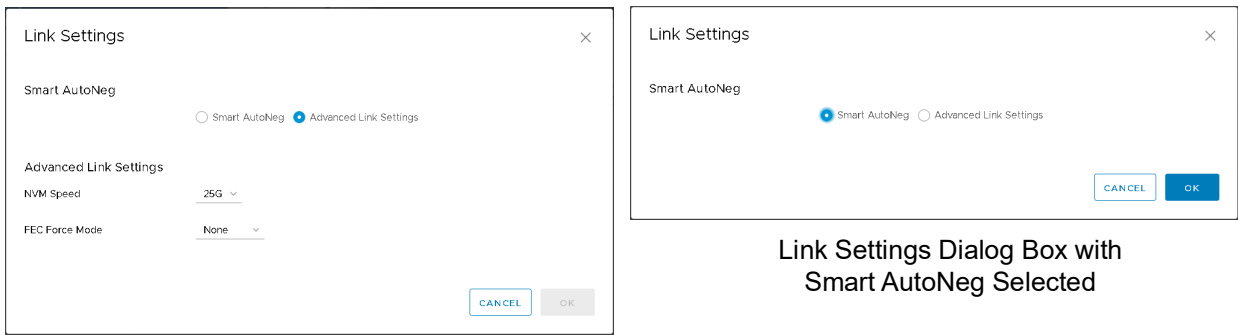 Link Settings
Smart AutoNeg
Smart AutoNeg Advanced Link Settings
Advanced Link Settings
NVM Speed 25G
FEC Force Mode None
CANCEL OK
Link Settings
Smart AutoNeg
Smart AutoNeg Advanced Link Settings
CANCEL OK
Link Settings Dialog Box with
Smart AutoNeg Selected